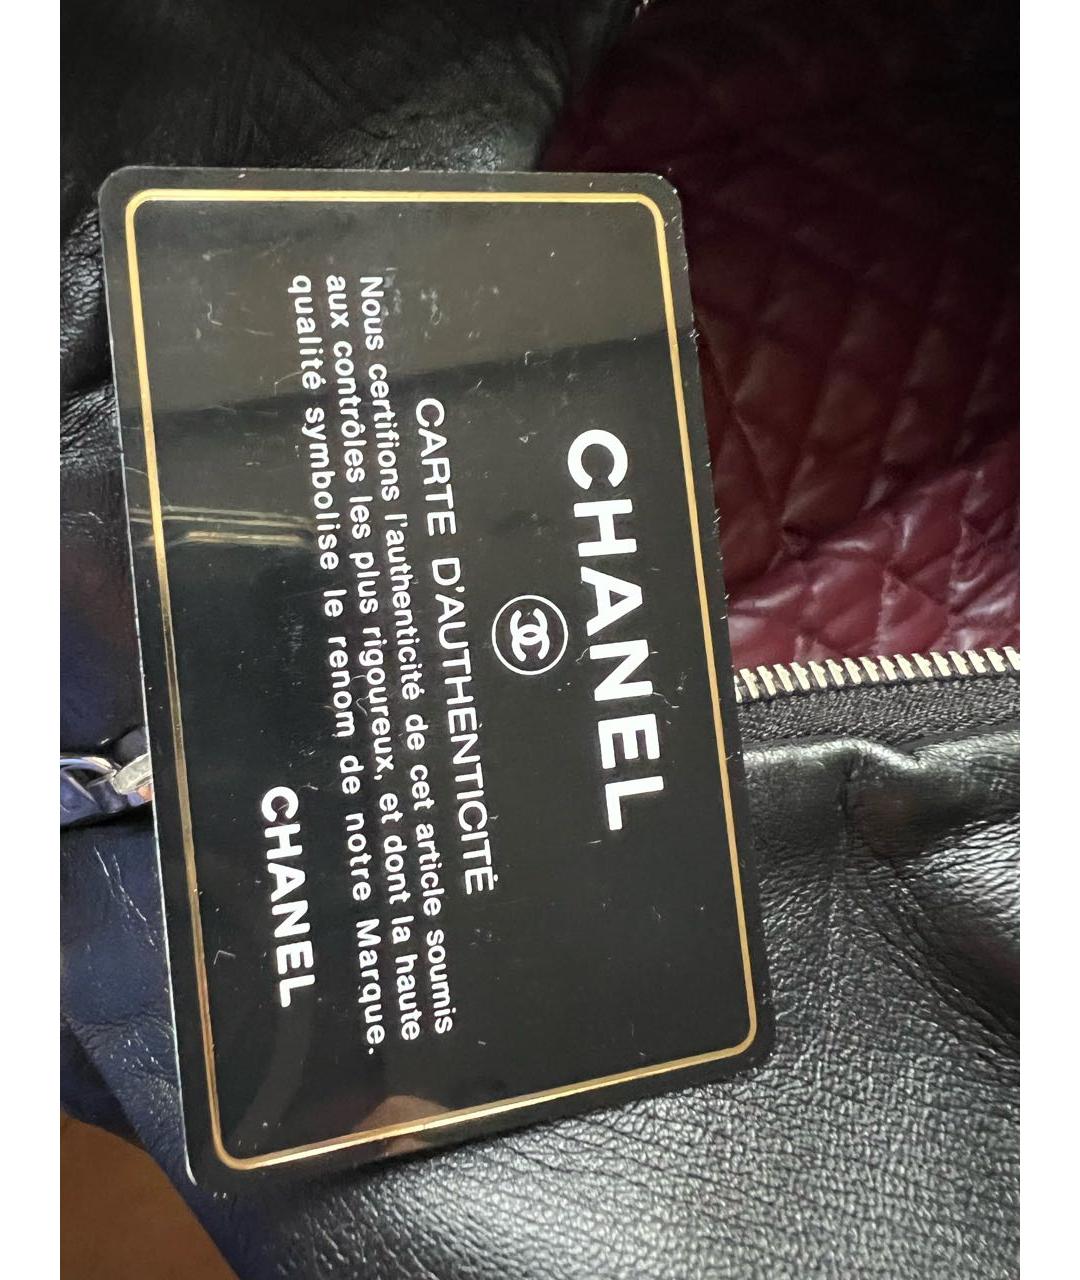 CHANEL
CARTE D'AUTHENTICITÉ
Nous certifions l'authenticité de cet article soumis
aux contrôles les plus rigoureux, et dont la haute
qualité symbolise le renom de notre Marque.
CHANEL